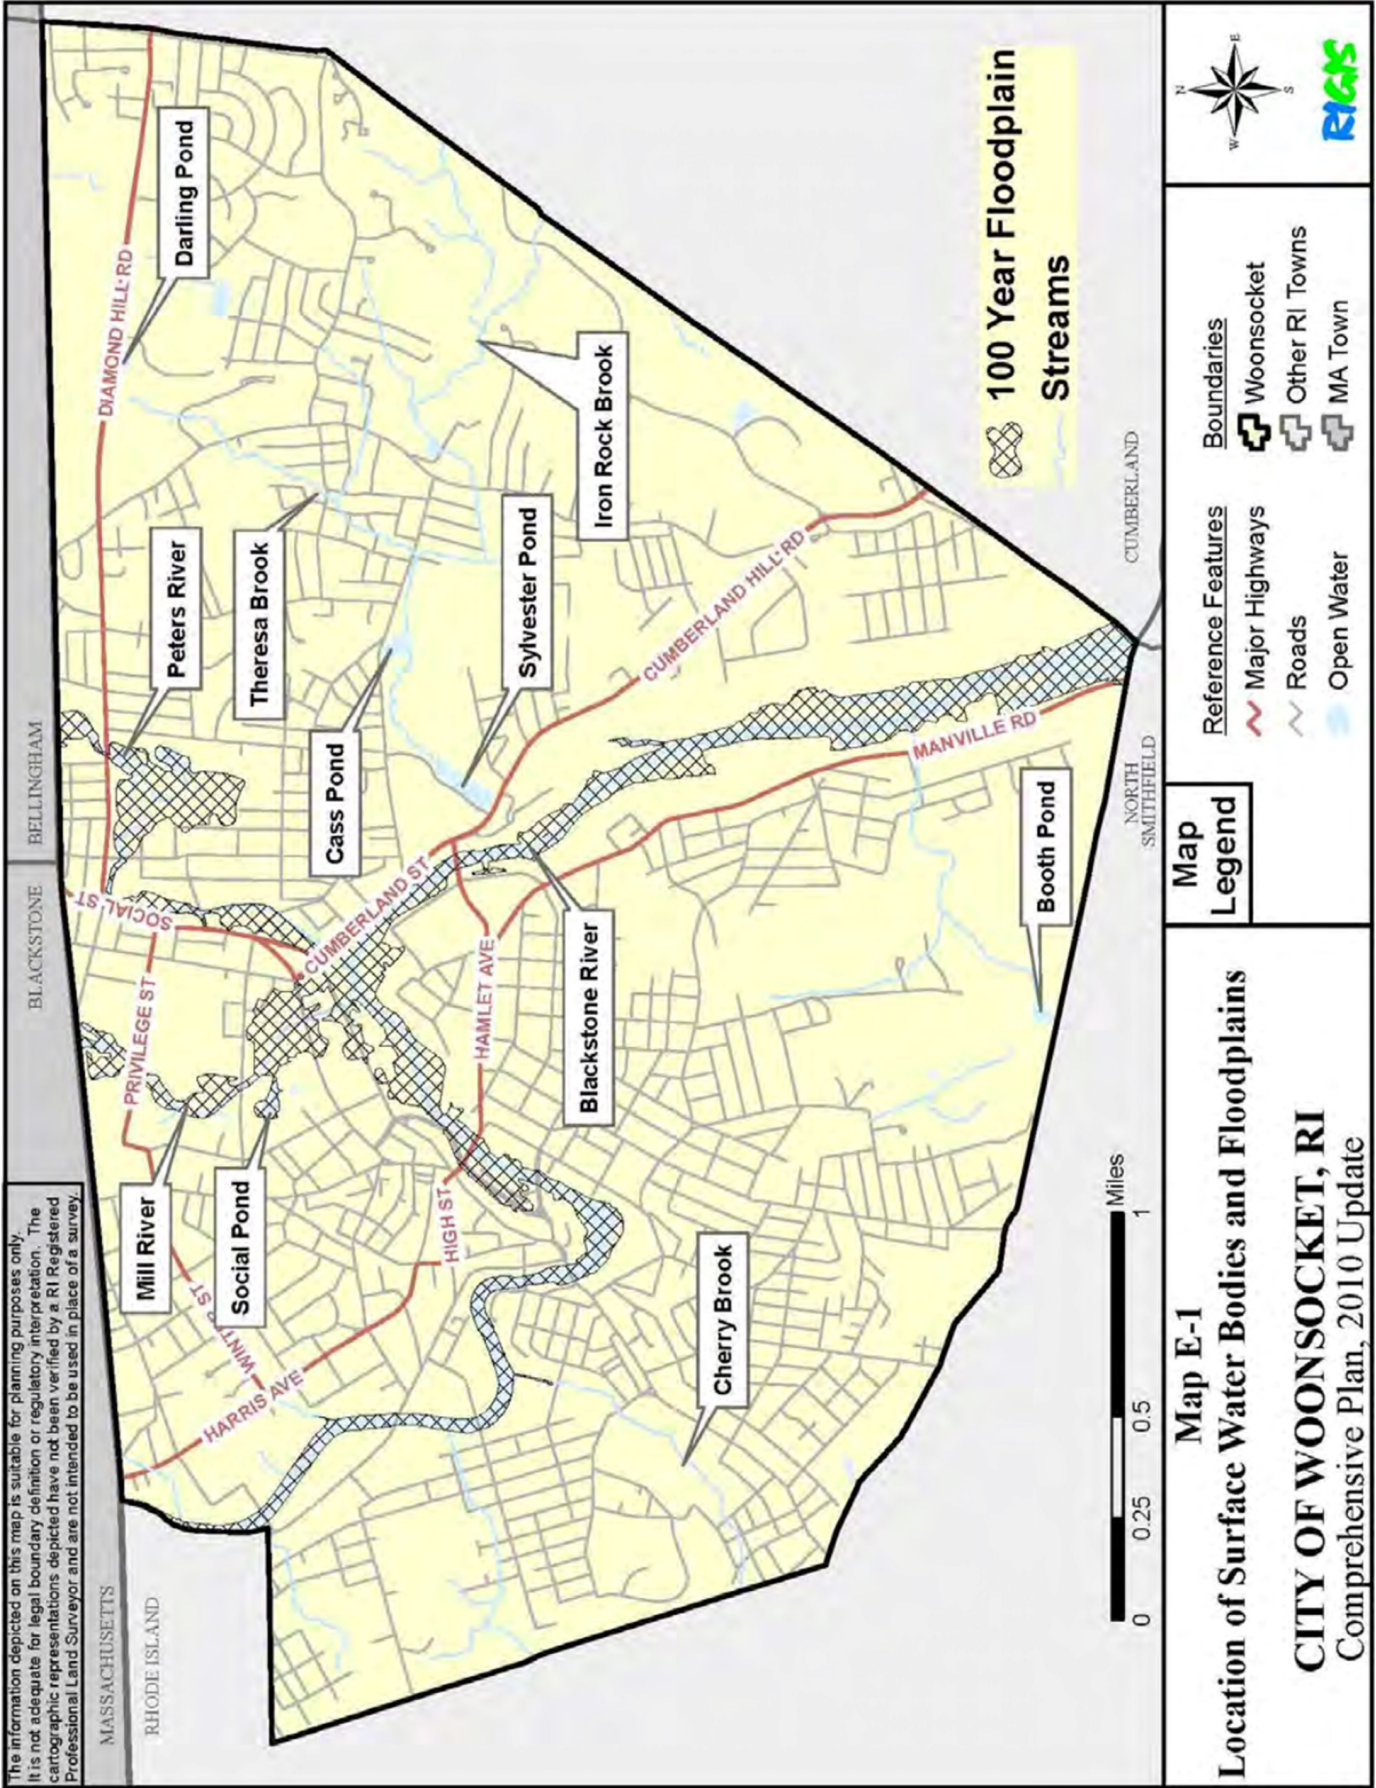 The information depicted on this map is suitable for planning purposes only.
It is not adequate for legal boundary definition or regulatory interpretation. The
cartographic representations depicted have not been verified by a RI Registered
Professional Land Surveyor and are not intended to be used in place of a survey.
MASSACHUSETTS
RHODE ISLAND
BLACKSTONE
BELLINGHAM
HARRIS AVE
WINTER ST
PRIVILEGE ST
SOCIAL ST
DIAMOND HILL RD
HIGH ST
HAMLET AVE
CUMBERLAND ST
CUMBERLAND HILL RD
MANVILLE RD
Mill River
Social Pond
Peters River
Darling Pond
Theresa Brook
Cass Pond
Sylvester Pond
Iron Rock Brook
Blackstone River
Cherry Brook
Booth Pond
100 Year Floodplain
Streams
NORTH
SMITHFIELD
CUMBERLAND
0 0.25 0.5 1
Miles
Map E-1
Location of Surface Water Bodies and Floodplains
CITY OF WOONSOCKET, RI
Comprehensive Plan, 2010 Update
Map
Legend
Reference Features
Major Highways
Roads
Open Water
Boundaries
Woonsocket
Other RI Towns
MA Town
N
W
E
S
RIGIS